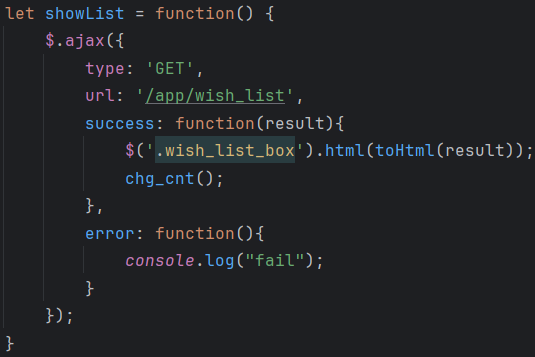 let showList = function() {
    $.ajax({
        type: 'GET',
        url: '/app/wish_list',
        success: function(result){
            $('.wish_list_box').html(toHtml(result));
            chg_cnt();
        },
        error: function(){
            console.log("fail");
        }
    });
}